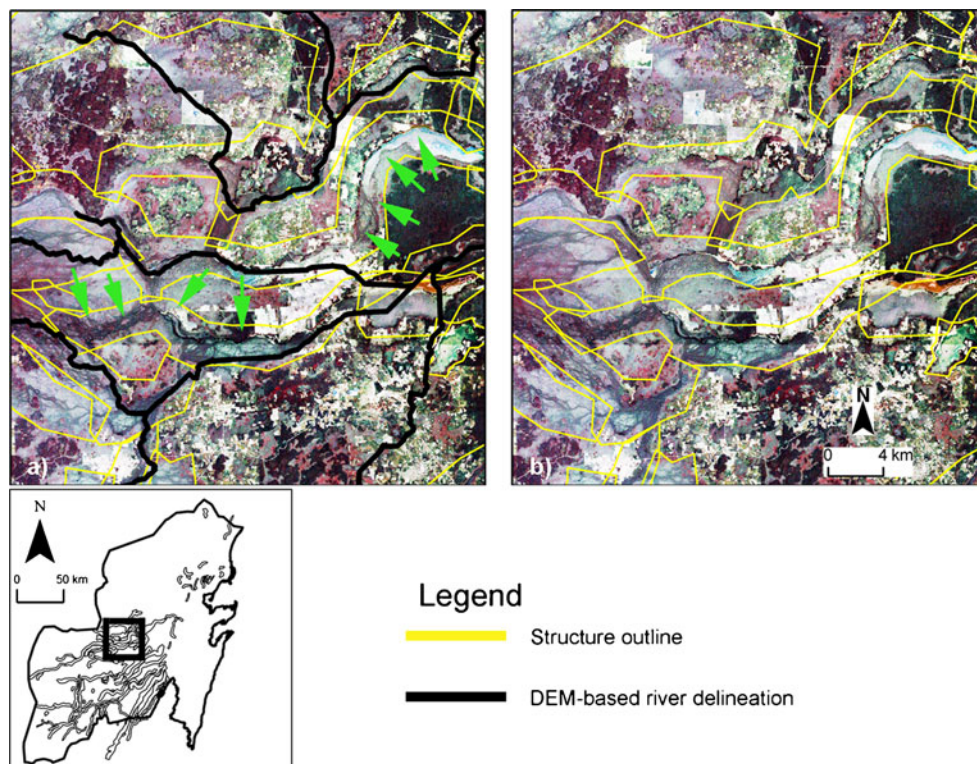 a)
b)
N
0 4 km
N
0 50 km
Legend
Structure outline
DEM-based river delineation